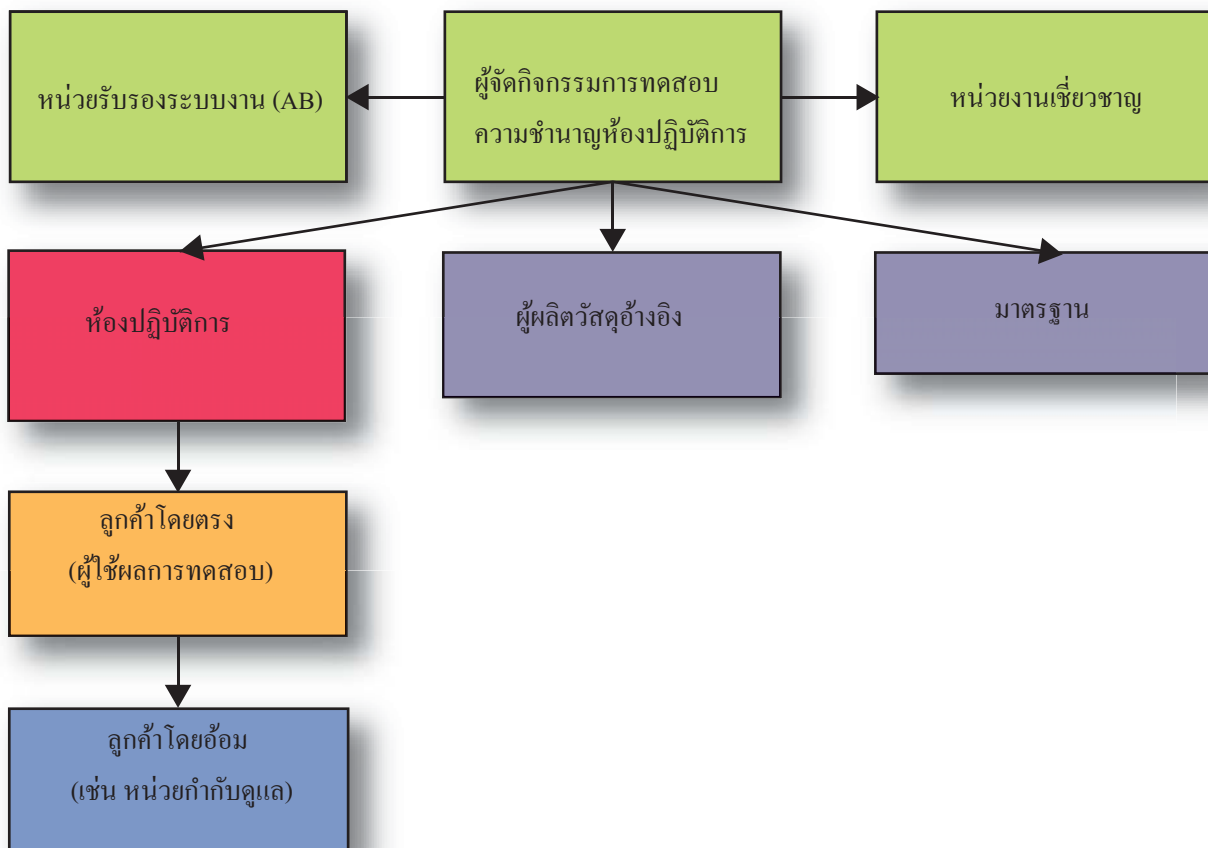 หน่วยรับรองระบบงาน (AB)
ผู้จัดกิจกรรมการทดสอบ
ความชำนาญห้องปฏิบัติการ
หน่วยงานเชี่ยวชาญ
ห้องปฏิบัติการ
ผู้ผลิตวัสดุอ้างอิง
มาตรฐาน
ลูกค้าโดยตรง
(ผู้ใช้ผลการทดสอบ)
ลูกค้าโดยอ้อม
(เช่น หน่วยกำกับดูแล)